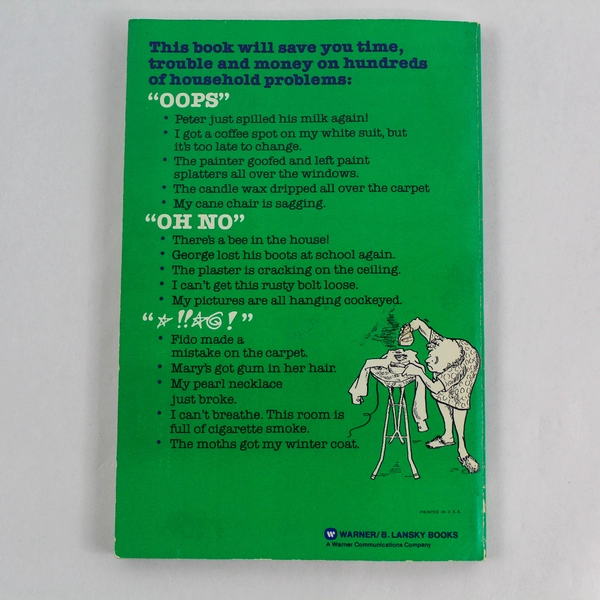 This book will save you time,
trouble and money on hundreds
of household problems:
“OOPS”
• Peter just spilled his milk again!
• I got a coffee spot on my white suit, but
it's too late to change.
• The painter goofed and left paint
splatters all over the windows.
• The candle wax dripped all over the carpet
• My cane chair is sagging.
“OH NO”
• There's a bee in the house!
• George lost his boots at school again.
• The plaster is cracking on the ceiling.
• I can't get this rusty bolt loose.
• My pictures are all hanging cockeyed.
“*!!*@!”
• Fido made a
mistake on the carpet.
• Mary's got gum in her hair.
• My pearl necklace
just broke.
• I can't breathe. This room is
full of cigarette smoke.
• The moths got my winter coat.
PRINTED IN U.S.A.
WARNER/B. LANSKY BOOKS
A Warner Communications Company